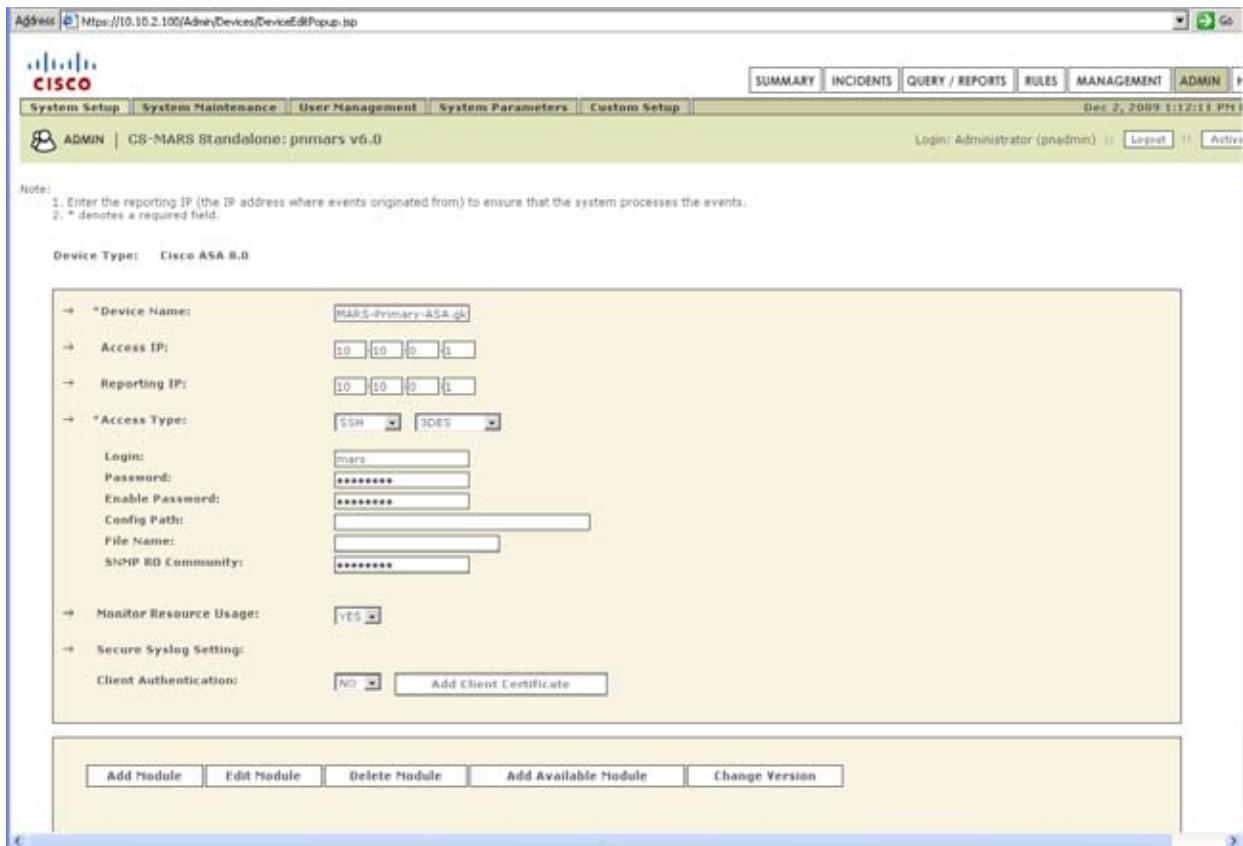 Address https://10.10.2.100/Admin/Devices/DeviceEditPopup.jsp Go
CISCO
SUMMARY INCIDENTS QUERY / REPORTS RULES MANAGEMENT ADMIN
System Setup System Maintenance User Management System Parameters Custom Setup Dec 2, 2009 1:12:11 PM
ADMIN | CS-MARS Standalone: pnmars v6.0 Login: Administrator (pnadmin) :: Logout :: Activ
Note:
1. Enter the reporting IP (the IP address where events originated from) to ensure that the system processes the events.
2. * denotes a required field.
Device Type: Cisco ASA 8.0
→ *Device Name: MARS-Primary-ASA.gk
→ Access IP: 10 10 0 1
→ Reporting IP: 10 10 0 1
→ *Access Type: SSH 3DES
Login: mars
Password: ••••••••
Enable Password: ••••••••
Config Path:
File Name:
SNMP RO Community: ••••••••
→ Monitor Resource Usage: YES
→ Secure Syslog Setting:
Client Authentication: NO Add Client Certificate
Add Module Edit Module Delete Module Add Available Module Change Version